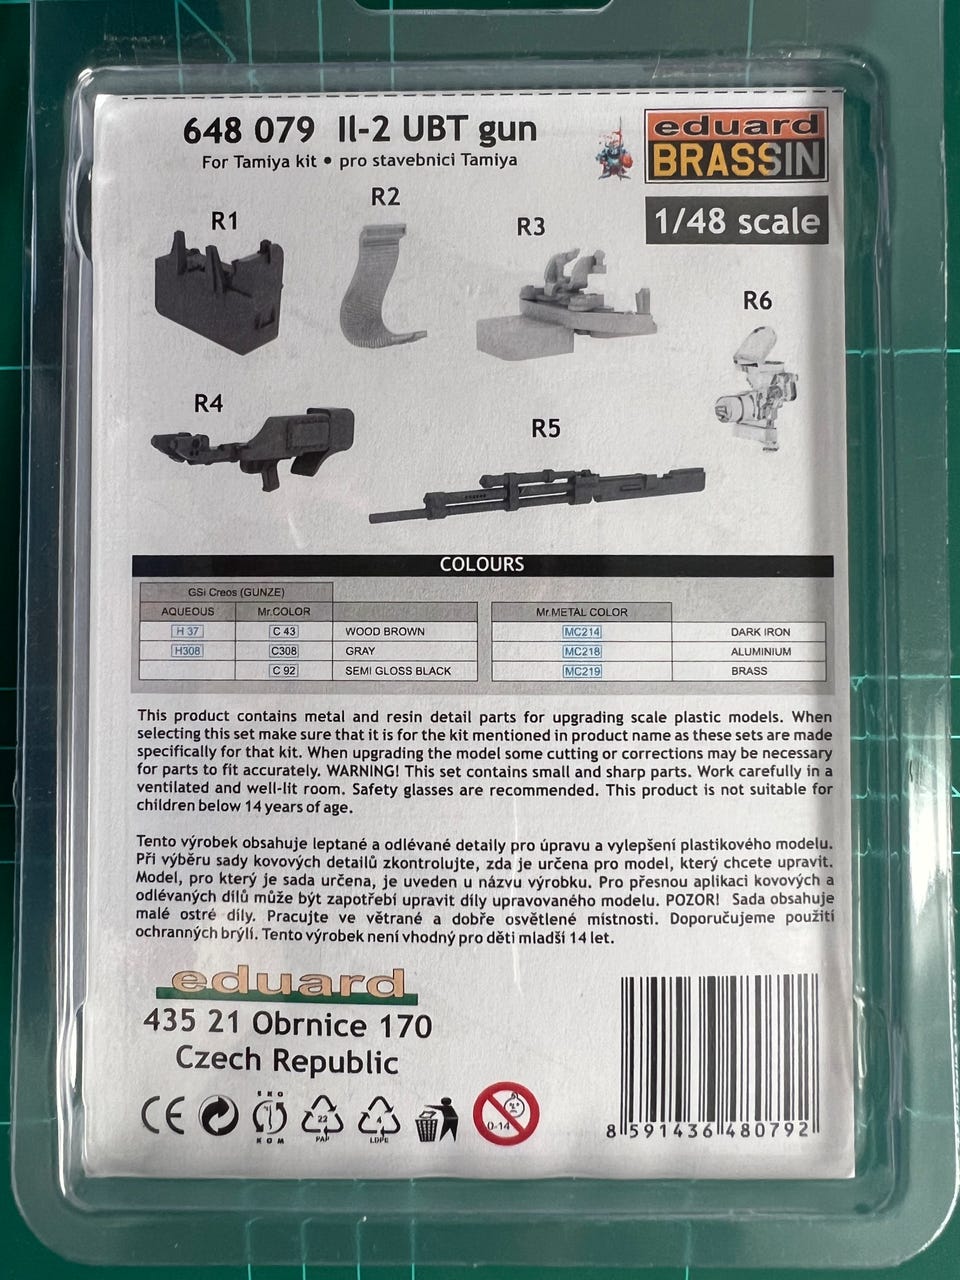 648 079 Il-2 UBT gun
For Tamiya kit • pro stavebnici Tamiya
eduard
BRASSIN
1/48 scale
R1
R2
R3
R6
R4
R5
COLOURS
GSi Creos (GUNZE)
AQUEOUS Mr.COLOR
H 37 C 43 WOOD BROWN
H308 C308 GRAY
C 92 SEMI GLOSS BLACK
Mr.METAL COLOR
MC214 DARK IRON
MC218 ALUMINIUM
MC219 BRASS
This product contains metal and resin detail parts for upgrading scale plastic models. When
selecting this set make sure that it is for the kit mentioned in product name as these sets are made
specifically for that kit. When upgrading the model some cutting or corrections may be necessary
for parts to fit accurately. WARNING! This set contains small and sharp parts. Work carefully in a
ventilated and well-lit room. Safety glasses are recommended. This product is not suitable for
children below 14 years of age.
Tento výrobek obsahuje leptané a odlévané detaily pro úpravu a vylepšení plastikového modelu.
Při výběru sady kovových detailů zkontrolujte, zda je určena pro model, který chcete upravit.
Model, pro který je sada určena, je uveden u názvu výrobku. Pro přesnou aplikaci kovových a
odlévaných dílů může být zapotřebí upravit díly upravovaného modelu. POZOR! Sada obsahuje
malé ostré díly. Pracujte ve větrané a dobře osvětlené místnosti. Doporučujeme použití
ochranných brýlí. Tento výrobek není vhodný pro děti mladší 14 let.
eduard
435 21 Obrnice 170
Czech Republic
CE
EKO
KOM
22
PAP
4
LDPE
0-14
8 591436 480792